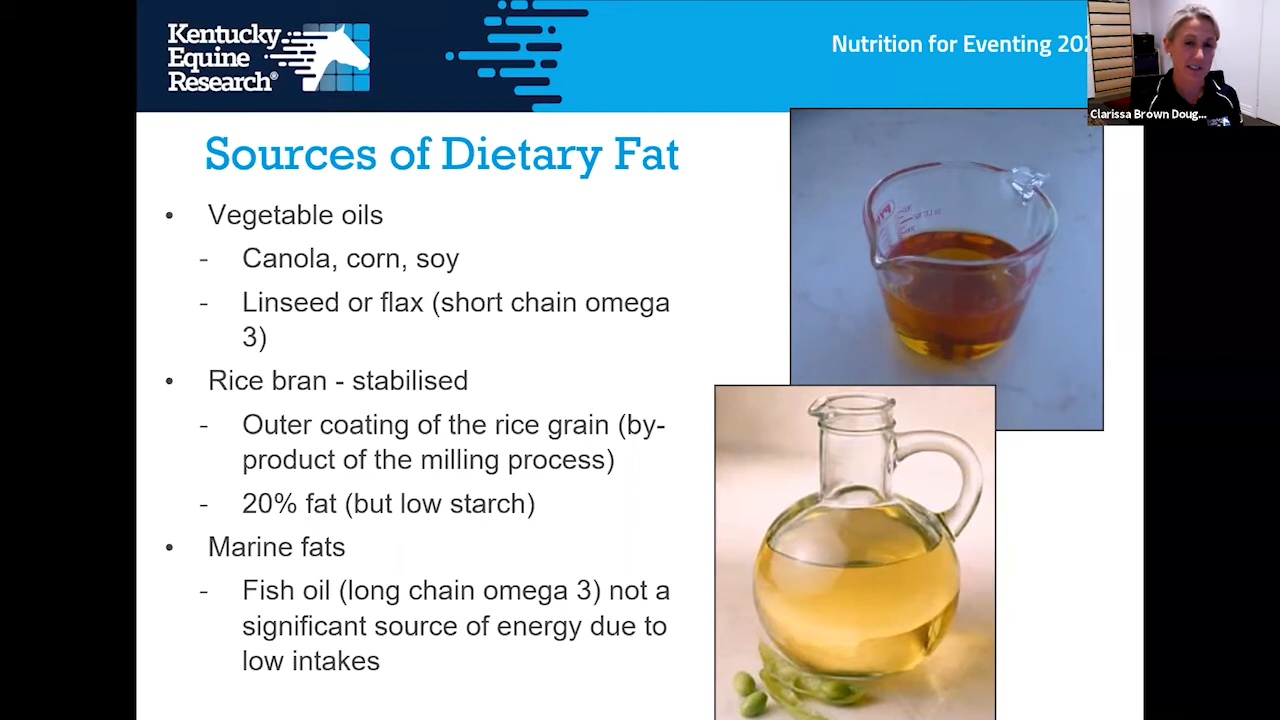 Kentucky
Equine
Research®
Nutrition for Eventing 202
Clarissa Brown Doug...
Sources of Dietary Fat
• Vegetable oils
- Canola, corn, soy
- Linseed or flax (short chain omega
3)
• Rice bran - stabilised
- Outer coating of the rice grain (by-
product of the milling process)
- 20% fat (but low starch)
• Marine fats
- Fish oil (long chain omega 3) not a
significant source of energy due to
low intakes